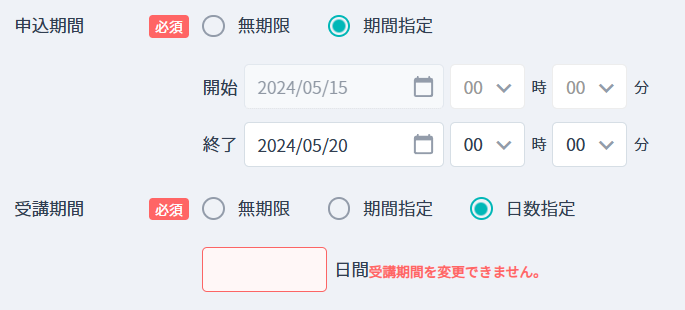 申込期間 必須 無期限 期間指定
開始 2024/05/15 00 時 00 分
終了 2024/05/20 00 時 00 分
受講期間 必須 無期限 期間指定 日数指定
日間受講期間を変更できません。